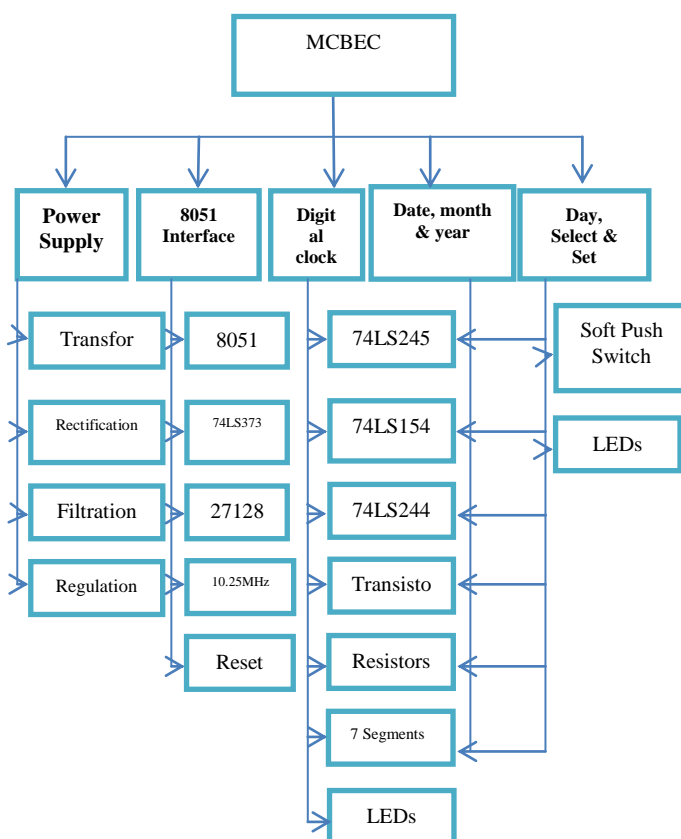 MCBEC
Power
Supply
8051
Interface
Digit
al
clock
Date, month
& year
Day,
Select &
Set
Transfor
8051
74LS245
Soft Push
Switch
Rectification
74LS373
74LS154
LEDs
Filtration
27128
74LS244
Regulation
10.25MHz
Transisto
Reset
Resistors
7 Segments
LEDs